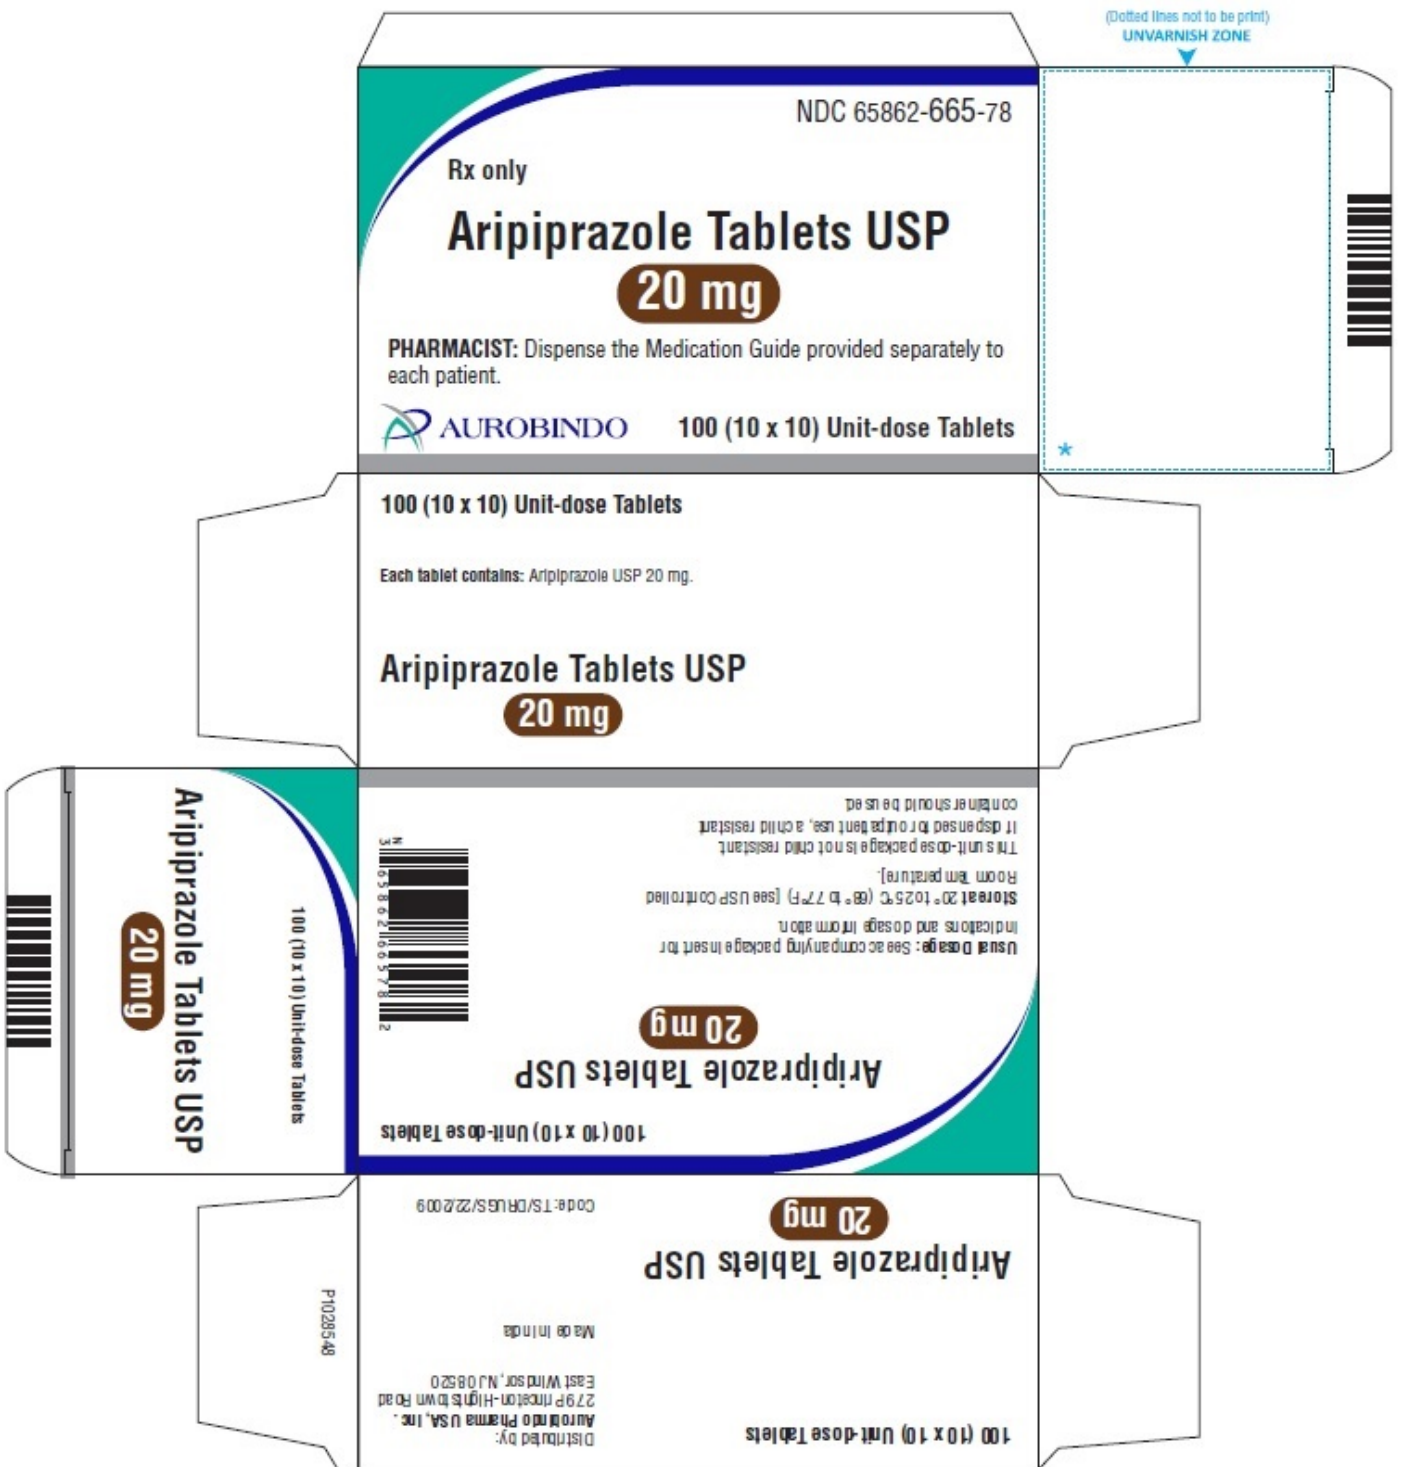 (Dotted lines not to be print)
UNVARNISH ZONE
NDC 65862-665-78
Rx only
Aripiprazole Tablets USP
20 mg
PHARMACIST: Dispense the Medication Guide provided separately to
each patient.
AUROBINDO
100 (10 x 10) Unit-dose Tablets
*
100 (10 x 10) Unit-dose Tablets
Each tablet contains: Aripiprazole USP 20 mg.
Aripiprazole Tablets USP
20 mg
Aripiprazole Tablets USP
20 mg
100 (10 x 10) Unit-dose Tablets
100 (10 x 10) Unit-dose Tablets
Aripiprazole Tablets USP
20 mg
Usual Dosage: See accompanying package insert for
indications and dosage information.
Store at 20° to 25°C (68° to 77°F) [see USP Controlled
Room Temperature].
This unit-dose package is not child resistant.
If dispensed for outpatient use, a child resistant
container should be used.
N
3 65862 66578 2
100 (10 x 10) Unit-dose Tablets
Aripiprazole Tablets USP
20 mg
Distributed by:
Aurobindo Pharma USA, Inc.
279 Princeton-Hightstown Road
East Windsor, NJ 08520
Made in India
Code: TS/DRUGS/22/2009
P1028548